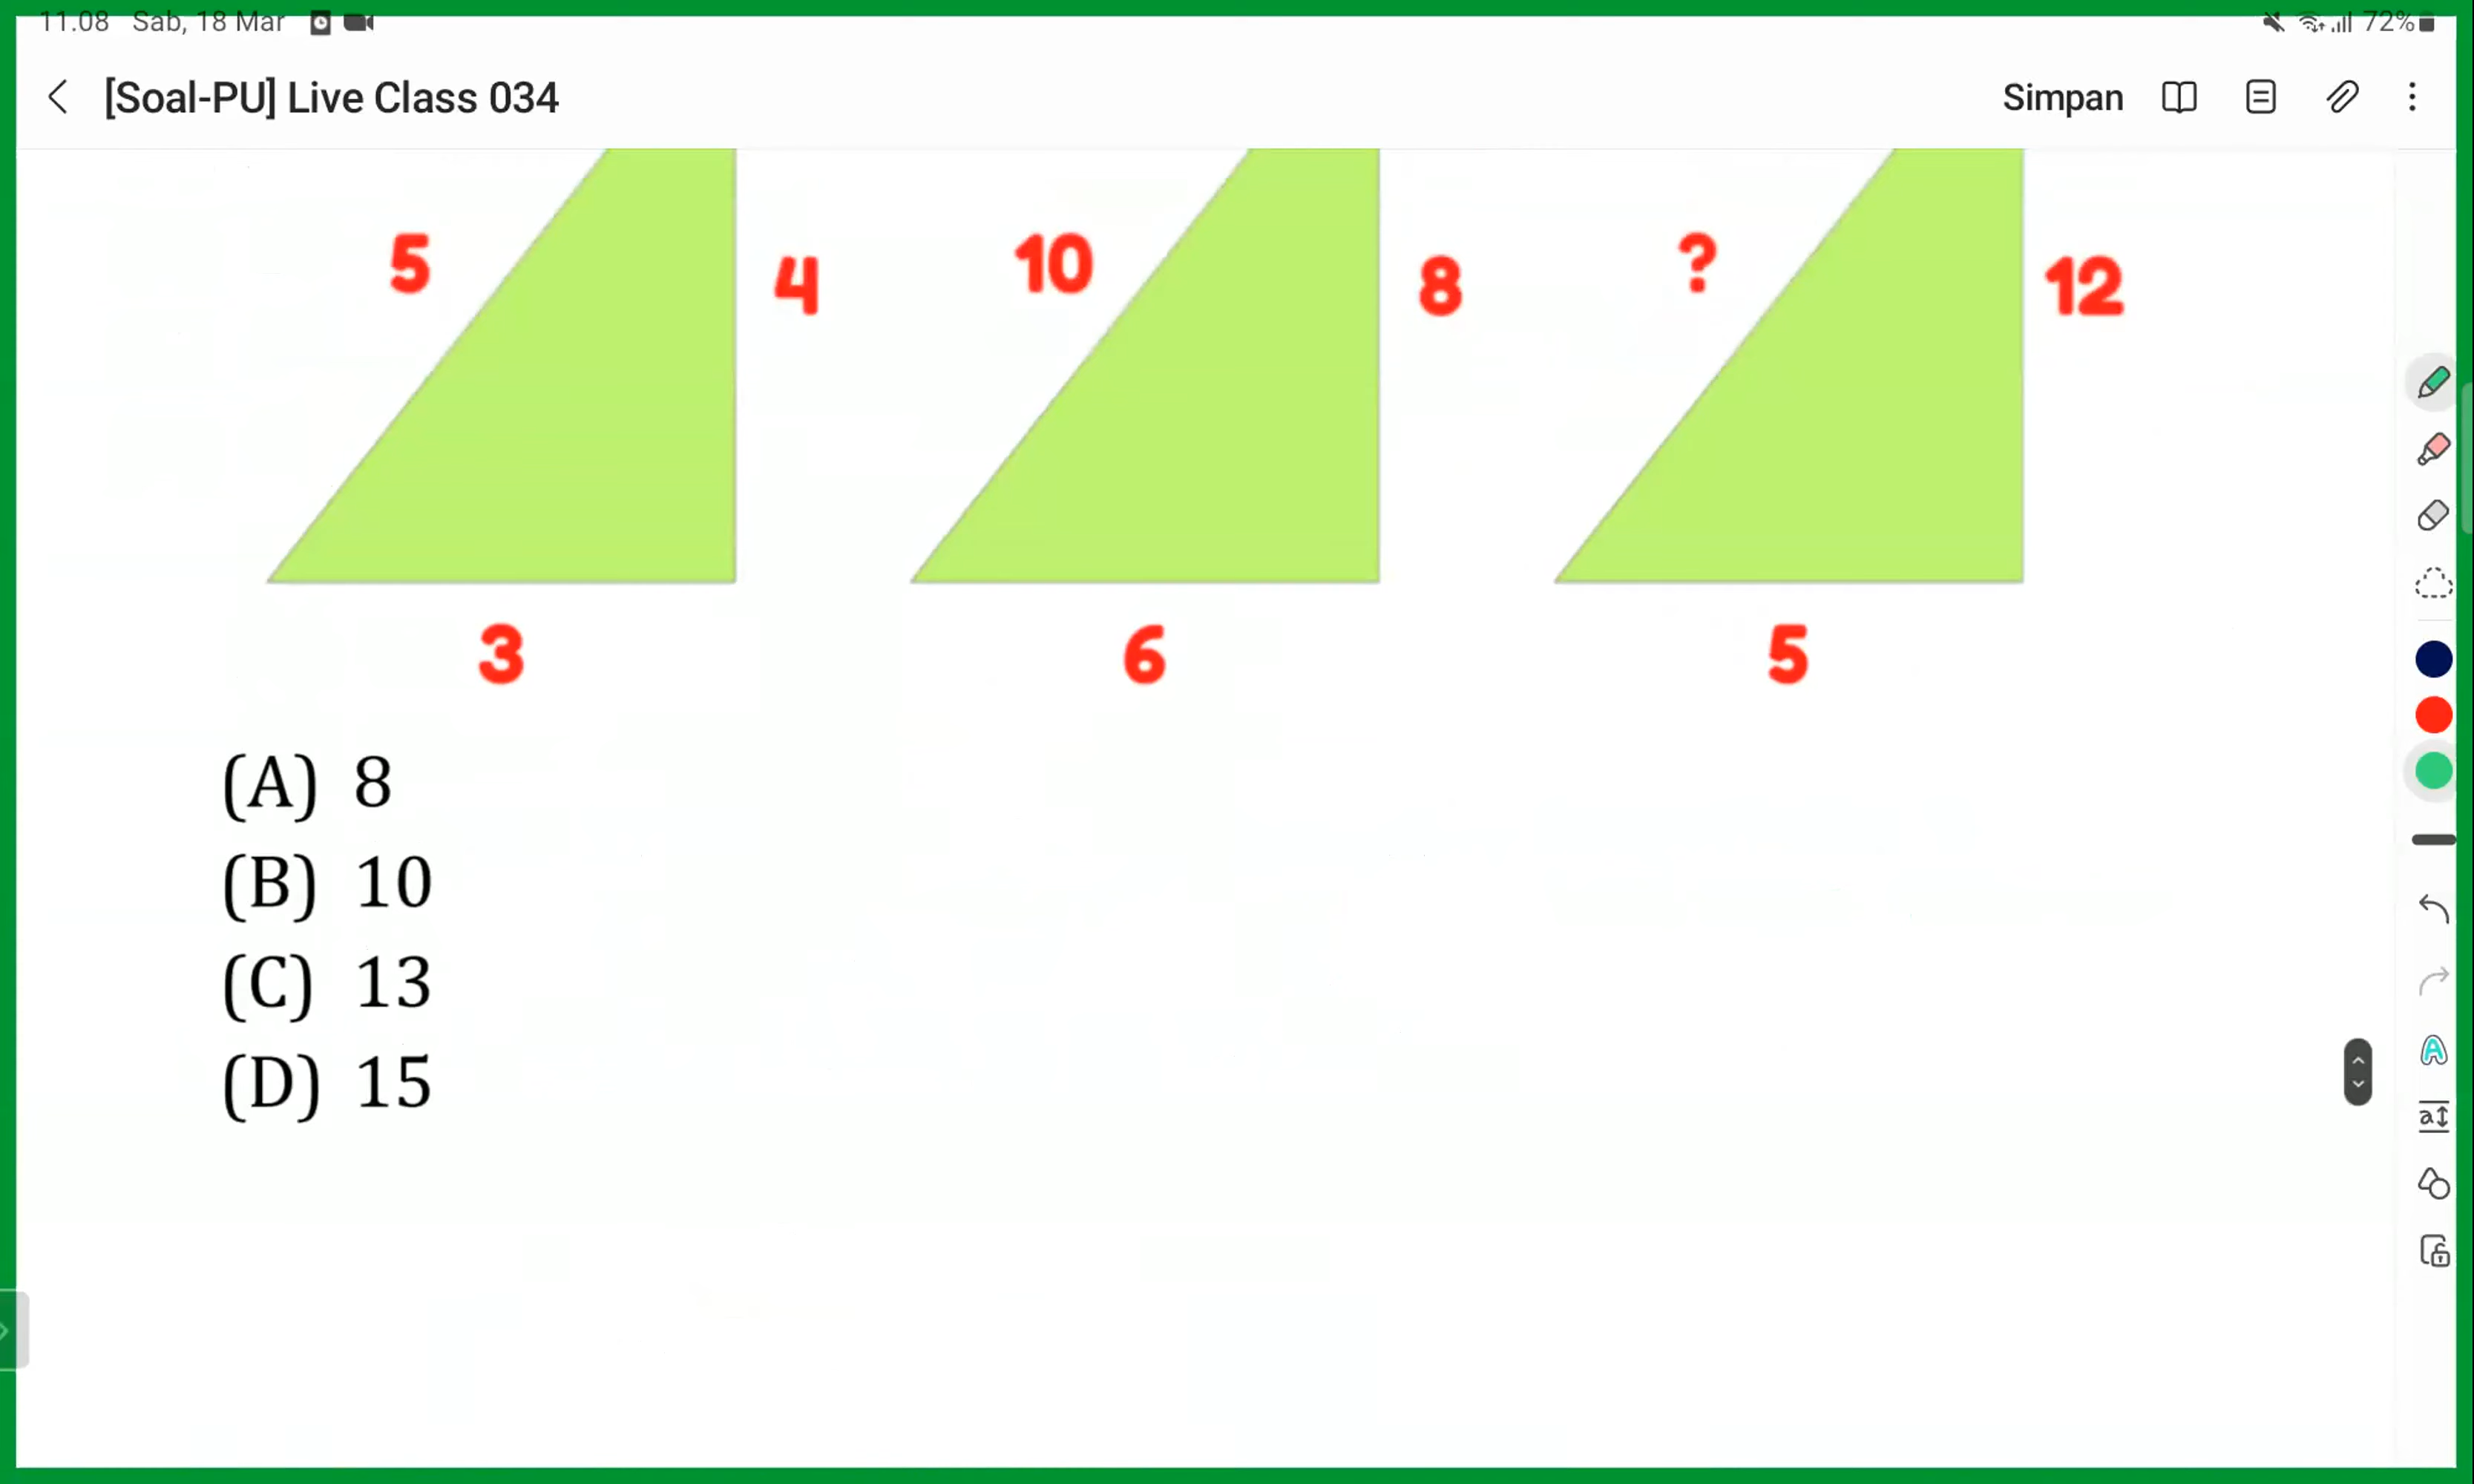 11.08 Sab, 18 Mar 72%
[Soal-PU] Live Class 034 Simpan
5 4 10 8 ? 12
3 6 5
(A) 8
(B) 10
(C) 13
(D) 15
A
a